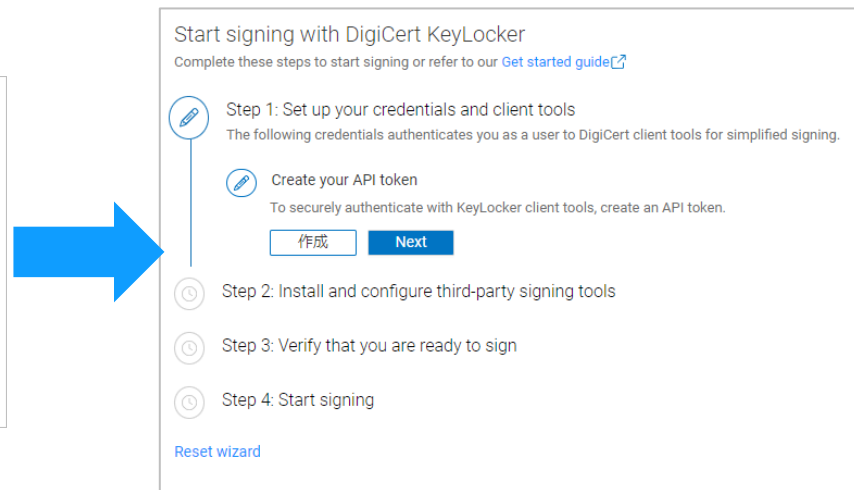 Start signing with DigiCert KeyLocker
Complete these steps to start signing or refer to our Get started guide
Step 1: Set up your credentials and client tools
The following credentials authenticates you as a user to DigiCert client tools for simplified signing.
Create your API token
To securely authenticate with KeyLocker client tools, create an API token.
作成 Next
Step 2: Install and configure third-party signing tools
Step 3: Verify that you are ready to sign
Step 4: Start signing
Reset wizard